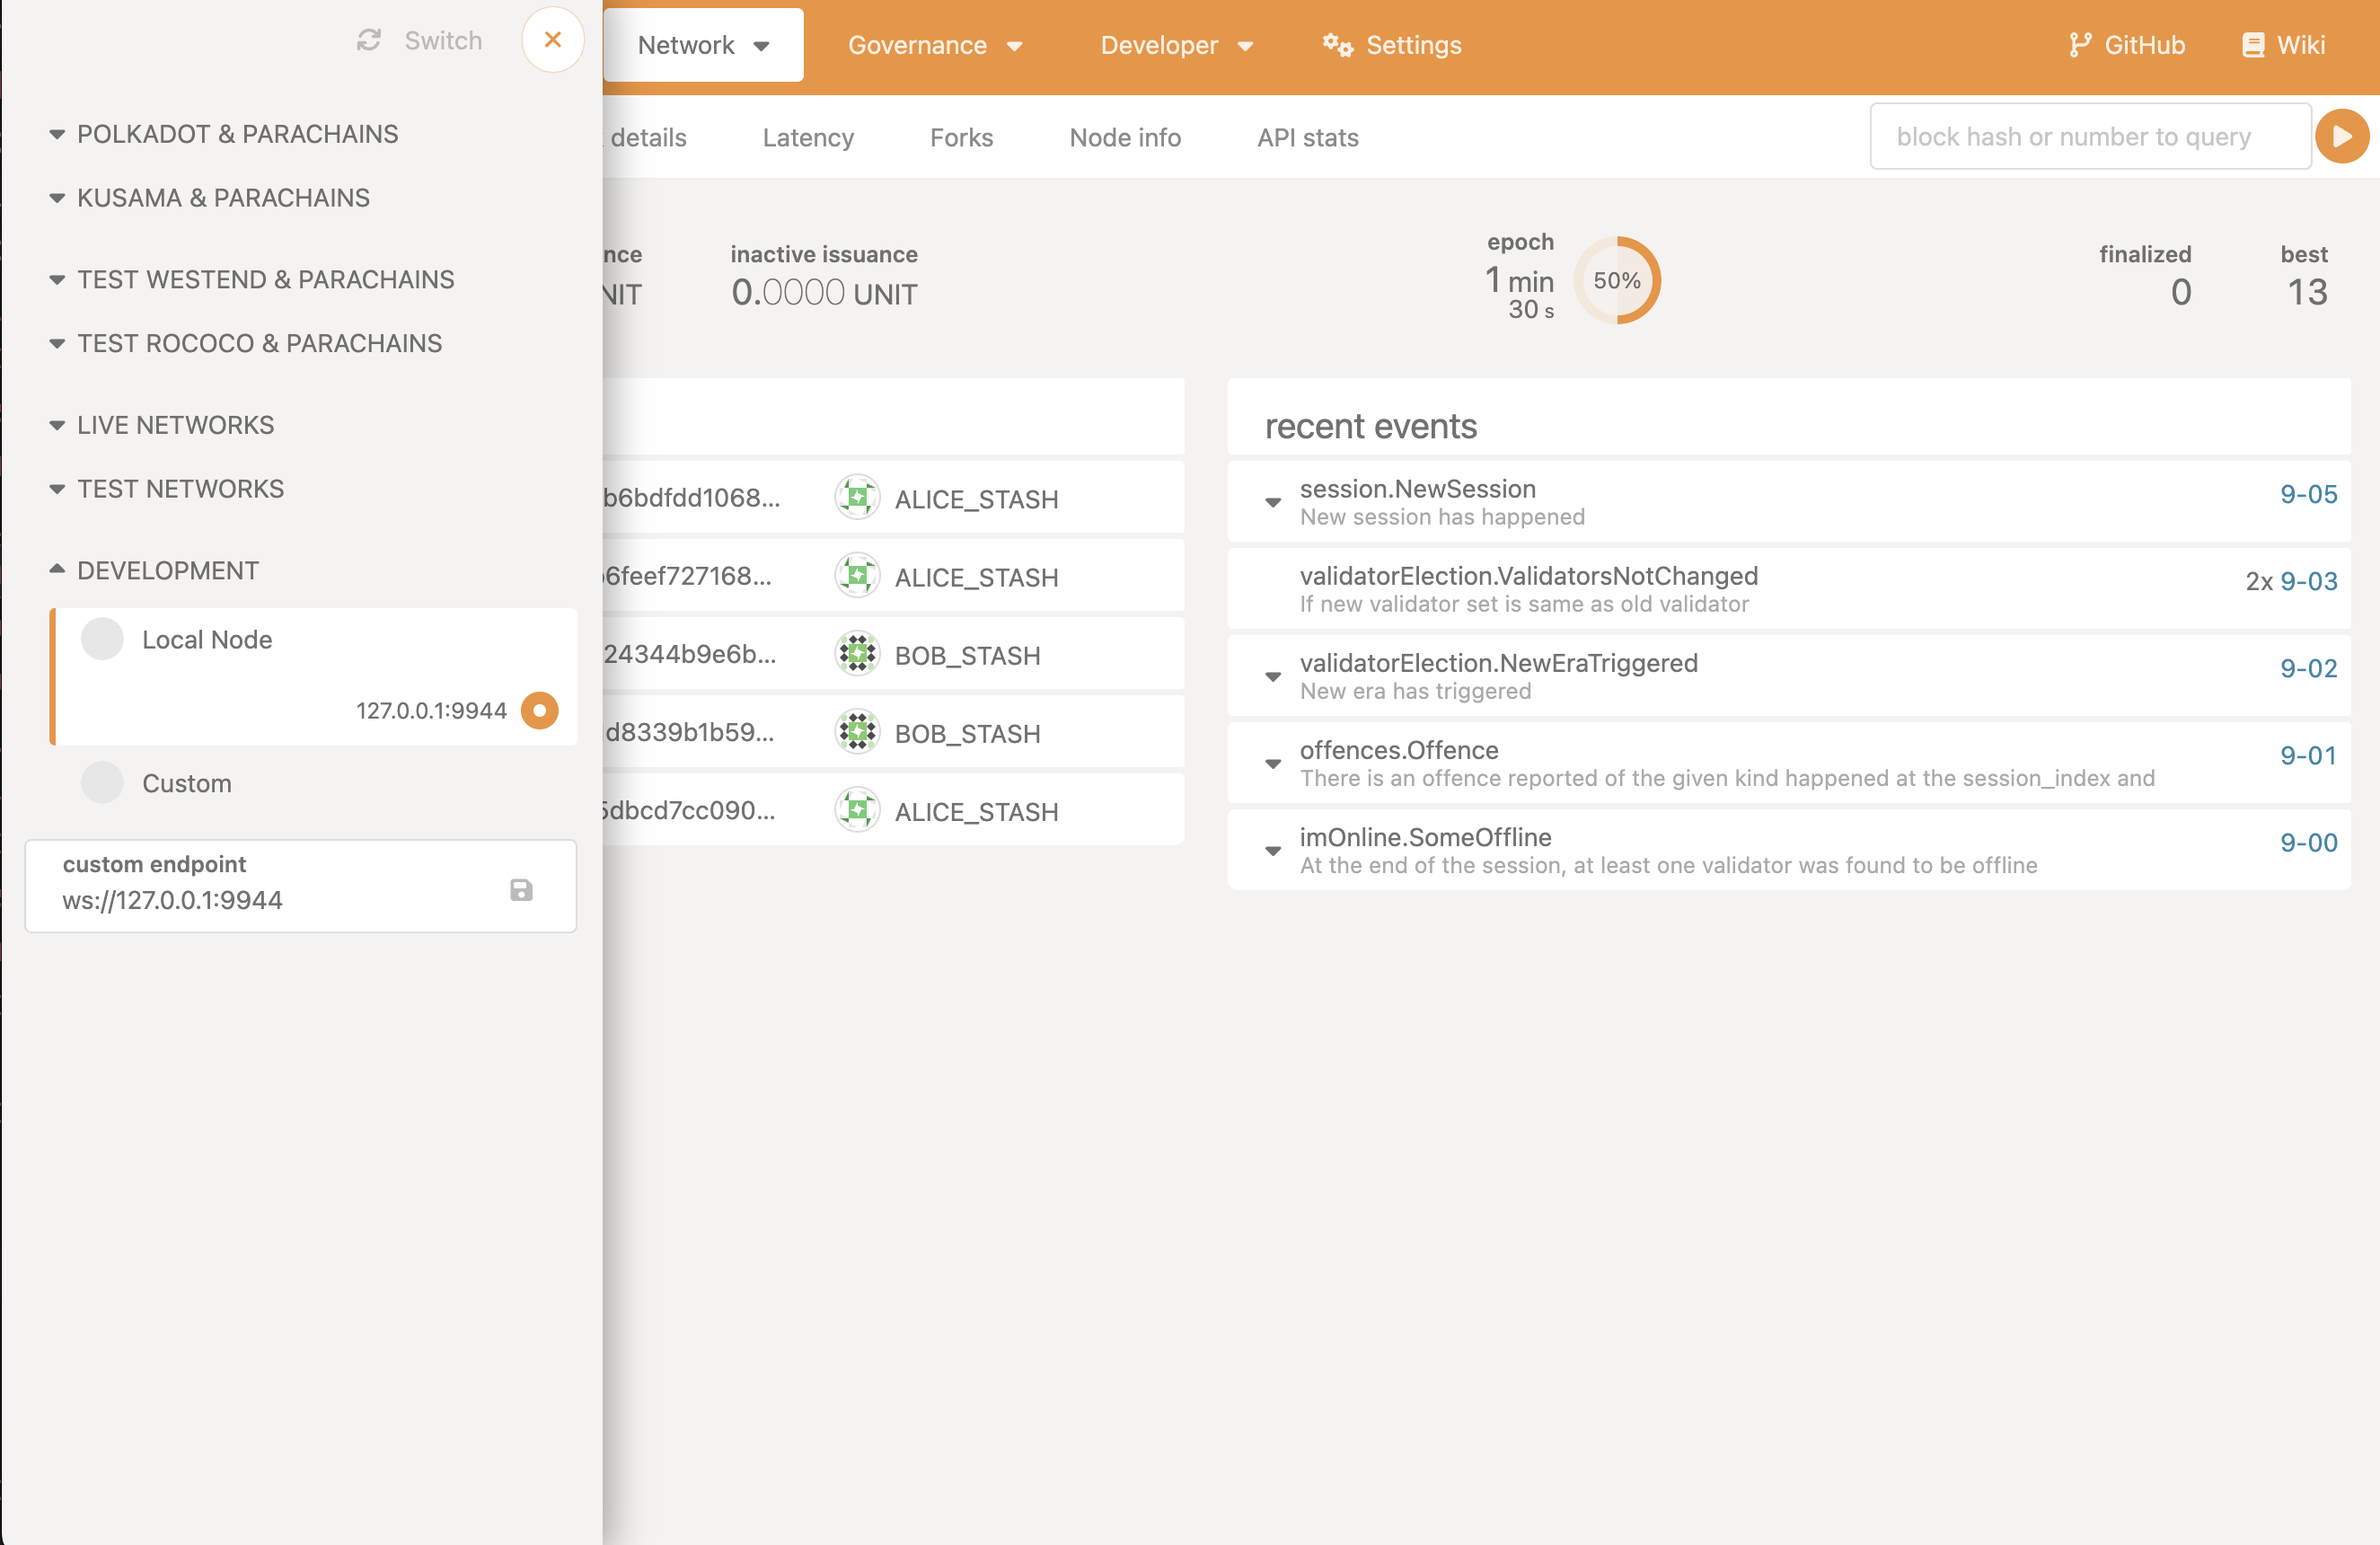 Switch
Network
Governance
Developer
Settings
GitHub
Wiki
details
Latency
Forks
Node info
API stats
block hash or number to query
POLKADOT & PARACHAINS
KUSAMA & PARACHAINS
TEST WESTEND & PARACHAINS
TEST ROCOCO & PARACHAINS
LIVE NETWORKS
TEST NETWORKS
DEVELOPMENT
Local Node
127.0.0.1:9944
Custom
custom endpoint
ws://127.0.0.1:9944
inactive issuance
0.0000 UNIT
epoch
1 min
30 s
50%
finalized
0
best
13
b6bdfdd1068... ALICE_STASH
6feef727168... ALICE_STASH
24344b9e6b... BOB_STASH
d8339b1b59... BOB_STASH
5dbcd7cc090... ALICE_STASH
recent events
session.NewSession 9-05
New session has happened
validatorElection.ValidatorsNotChanged 2x 9-03
If new validator set is same as old validator
validatorElection.NewEraTriggered 9-02
New era has triggered
offences.Offence 9-01
There is an offence reported of the given kind happened at the session_index and
imOnline.SomeOffline 9-00
At the end of the session, at least one validator was found to be offline